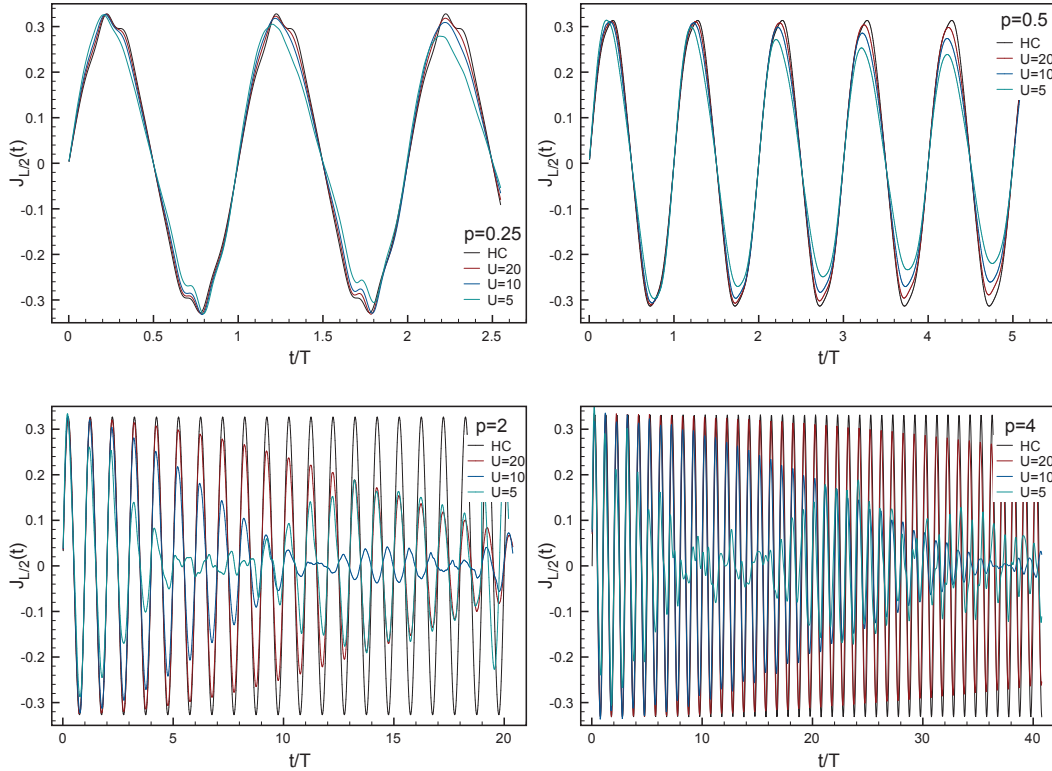 0.3
0.2
0.1
0
-0.1
-0.2
-0.3
J_{L/2}(t)
p=0.25
HC
U=20
U=10
U=5
0
0.5
1
1.5
2
2.5
t/T
0.3
0.2
0.1
0
-0.1
-0.2
-0.3
J_{L/2}(t)
p=0.5
HC
U=20
U=10
U=5
0
1
2
3
4
5
t/T
0.3
0.2
0.1
0
-0.1
-0.2
-0.3
J_{L/2}(t)
p=2
HC
U=20
U=10
U=5
0
5
10
15
20
t/T
0.3
0.2
0.1
0
-0.1
-0.2
-0.3
J_{L/2}(t)
p=4
HC
U=20
U=10
U=5
0
10
20
30
40
t/T